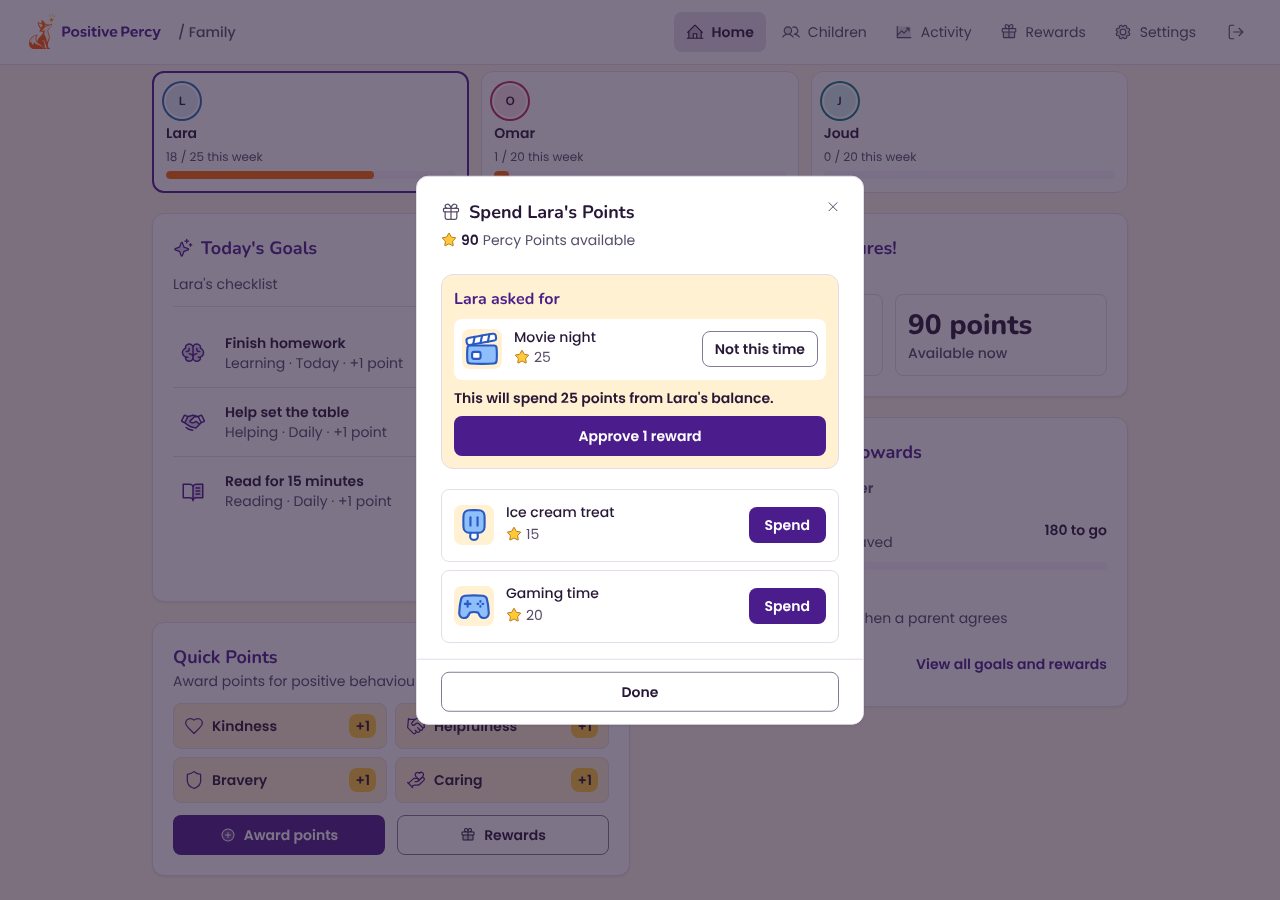 Positive Percy
/ Family
Home
Children
Activity
Rewards
Settings
L
Lara
18 / 25 this week
O
Omar
1 / 20 this week
J
Joud
0 / 20 this week
Today's Goals
Lara's checklist
Finish homework
Learning · Today · +1 point
Help set the table
Helping · Daily · +1 point
Read for 15 minutes
Reading · Daily · +1 point
Quick Points
Award points for positive behaviou
Kindness
+1
Helpfulness
+1
Bravery
+1
Caring
+1
Award points
Rewards
Spend Lara's Points
90 Percy Points available
Lara asked for
Movie night
25
Not this time
This will spend 25 points from Lara's balance.
Approve 1 reward
Ice cream treat
15
Spend
Gaming time
20
Spend
Done
90 points
Available now
180 to go
a parent agrees
View all goals and rewards